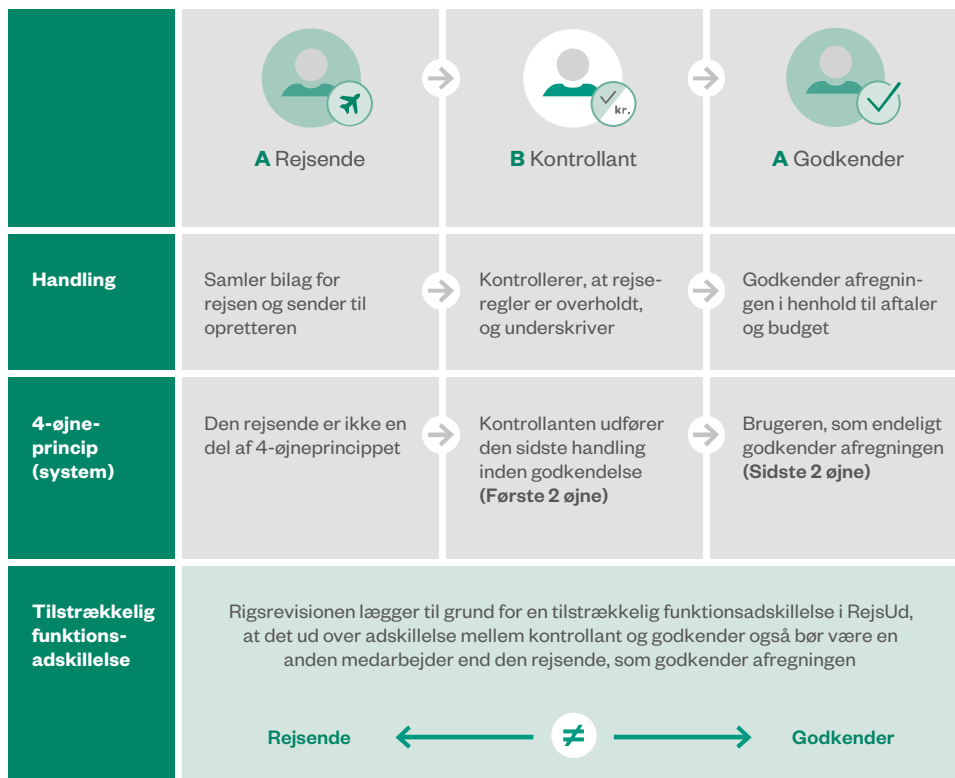 kr.
A Rejsende
B Kontrollant
A Godkender
Handling
Samler bilag for
rejsen og sender til
opretteren
Kontrollerer, at rejse-
regler er overholdt,
og underskriver
Godkender afregnin-
gen i henhold til aftaler
og budget
4-øjne-
princip
(system)
Den rejsende er ikke en
del af 4-øjneprincippet
Kontrollanten udfører
den sidste handling
inden godkendelse
(Første 2 øjne)
Brugeren, som endeligt
godkender afregningen
(Sidste 2 øjne)
Tilstrækkelig
funktions-
adskillelse
Rigsrevisionen lægger til grund for en tilstrækkelig funktionsadskillelse i RejsUd,
at det ud over adskillelse mellem kontrollant og godkender også bør være en
anden medarbejder end den rejsende, som godkender afregningen
Rejsende ≠ Godkender